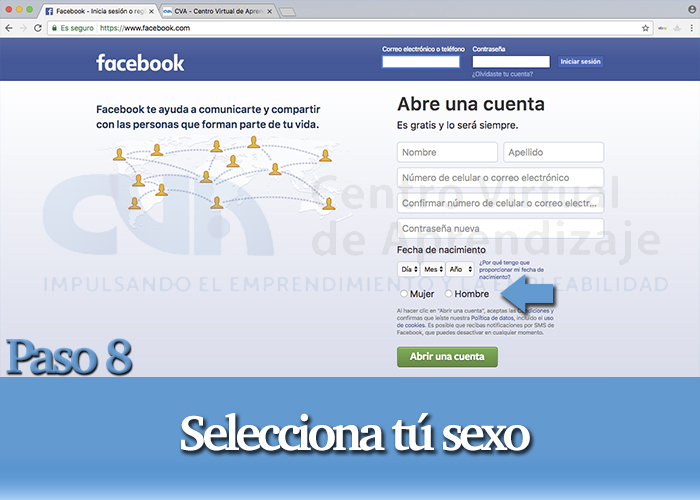 Facebook - Inicia sesión o regi
CVA - Centro Virtual de Aprend
Es seguro
https://www.facebook.com
facebook
Correo electrónico o teléfono
Contraseña
Iniciar sesión
¿Olvidaste tu cuenta?
Facebook te ayuda a comunicarte y compartir
con las personas que forman parte de tu vida.
Abre una cuenta
Es gratis y lo será siempre.
Nombre
Apellido
Número de celular o correo electrónico
Confirmar número de celular o correo electr...
Contraseña nueva
Fecha de nacimiento
Día Mes Año
¿Por qué tengo que
proporcionar mi fecha de
nacimiento?
Mujer Hombre
Al hacer clic en "Abrir una cuenta", aceptas las Condiciones y
confirmas que leíste nuestra Política de datos, incluido el uso
de cookies. Es posible que recibas notificaciones por SMS de
Facebook, que puedes desactivar en cualquier momento.
Abrir una cuenta
CVA
Centro Virtual
de Aprendizaje
IMPULSANDO EL EMPRENDIMIENTO Y LA EMPLEABILIDAD
Paso 8
Selecciona tú sexo